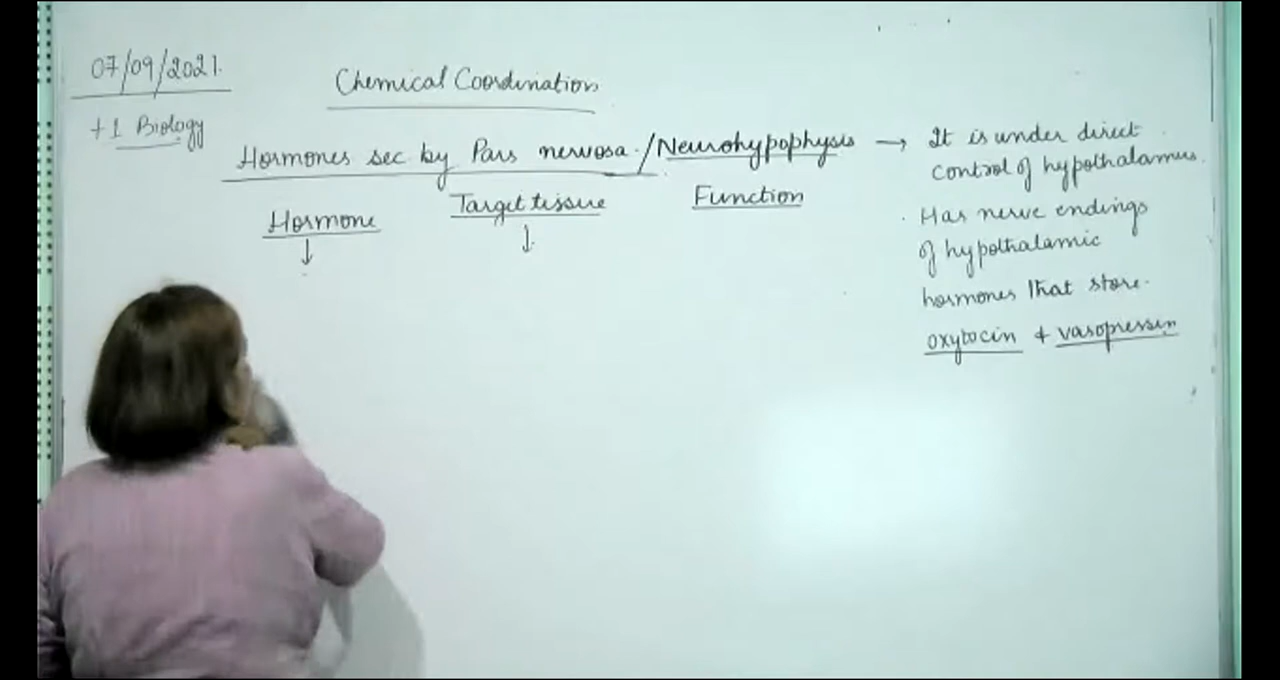 07/09/2021.
+1 Biology
Chemical Coordination
Hormones sec by Pars nervosa. / Neurohypophysis → It is under direct
control of hypothalamus.
Hormone Target tissue Function
↓ ↓
. Has nerve endings
of hypothalamic
hormones that store.
oxytocin + vasopressin